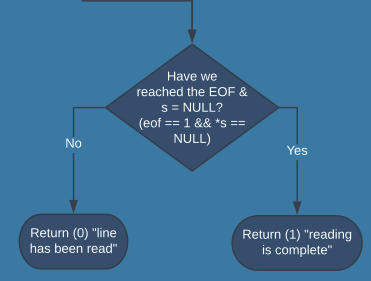 Have we
reached the EOF &
s = NULL?
(eof == 1 && *s ==
NULL)
No
Yes
Return (0) "line
has been read"
Return (1) "reading
is complete"